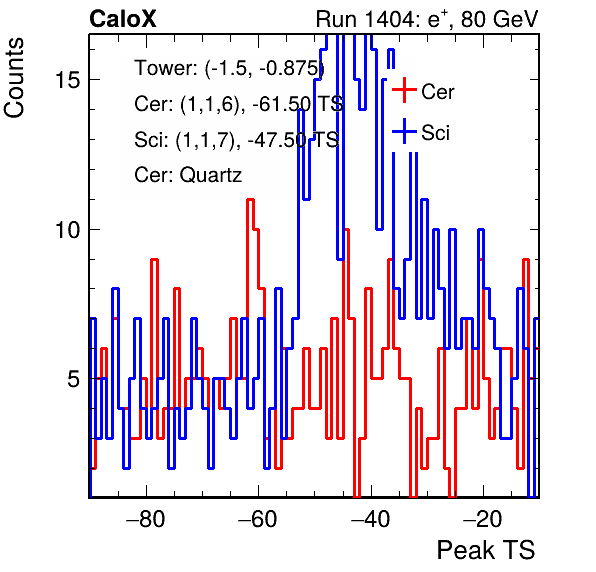 CaloX Run 1404: e⁺, 80 GeV
Counts
Tower: (-1.5, -0.875)
Cer: (1,1,6), -61.50 TS
Sci: (1,1,7), -47.50 TS
Cer: Quartz
Cer
Sci
15
10
5
−80 −60 −40 −20
Peak TS